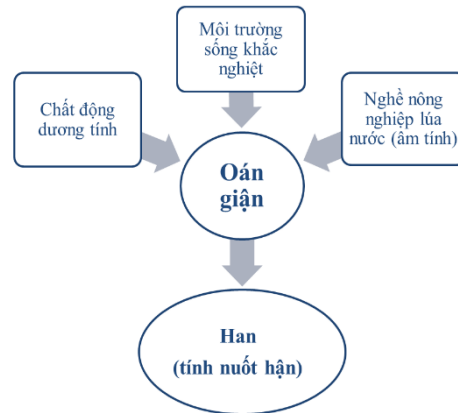 Môi trường
sống khắc
nghiệt
Chất động
dương tính
Nghề nông
nghiệp lúa
nước (âm tính)
Oán
giận
Han
(tính nuốt hận)